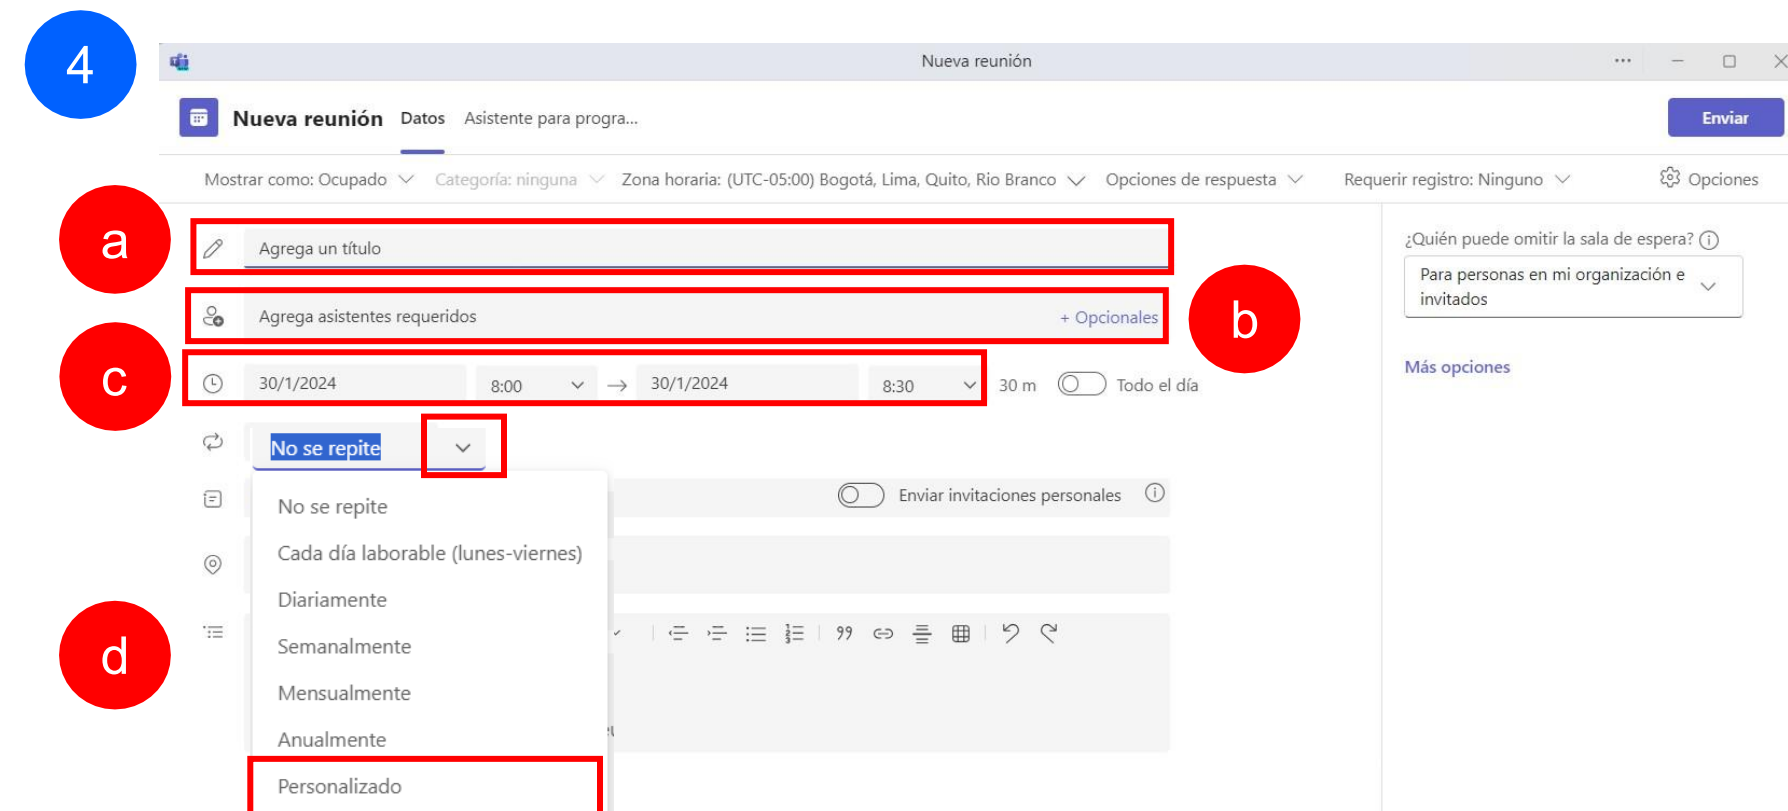 4
Nueva reunión
Nueva reunión Datos Asistente para progra... Enviar
Mostrar como: Ocupado Categoría: ninguna Zona horaria: (UTC-05:00) Bogotá, Lima, Quito, Rio Branco Opciones de respuesta Requerir registro: Ninguno Opciones
a
Agrega un título
¿Quién puede omitir la sala de espera?
Para personas en mi organización e
invitados
Agrega asistentes requeridos + Opcionales
b
Más opciones
c
30/1/2024 8:00 → 30/1/2024 8:30 30 m Todo el día
No se repite
No se repite
Enviar invitaciones personales
Cada día laborable (lunes-viernes)
Diariamente
d
Semanalmente
Mensualmente
Anualmente
Personalizado